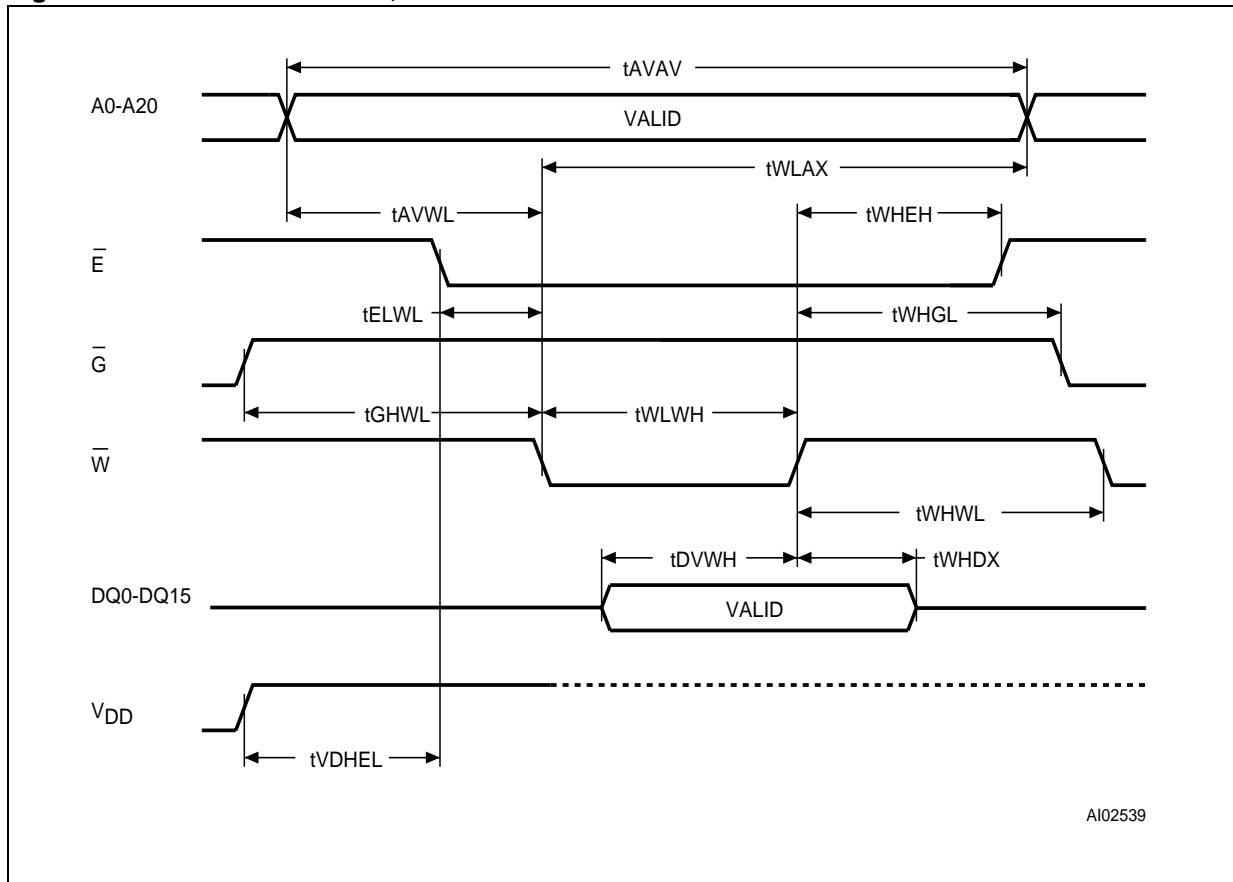 tAVAV
A0-A20
VALID
tWLAX
tAVWL
tWHEH
E̅
tELWL
tWHGL
G̅
tGHWL
tWLWH
W̅
tWHWL
tDVWH
tWHDX
DQ0-DQ15
VALID
VDD
tVDHEL
AI02539